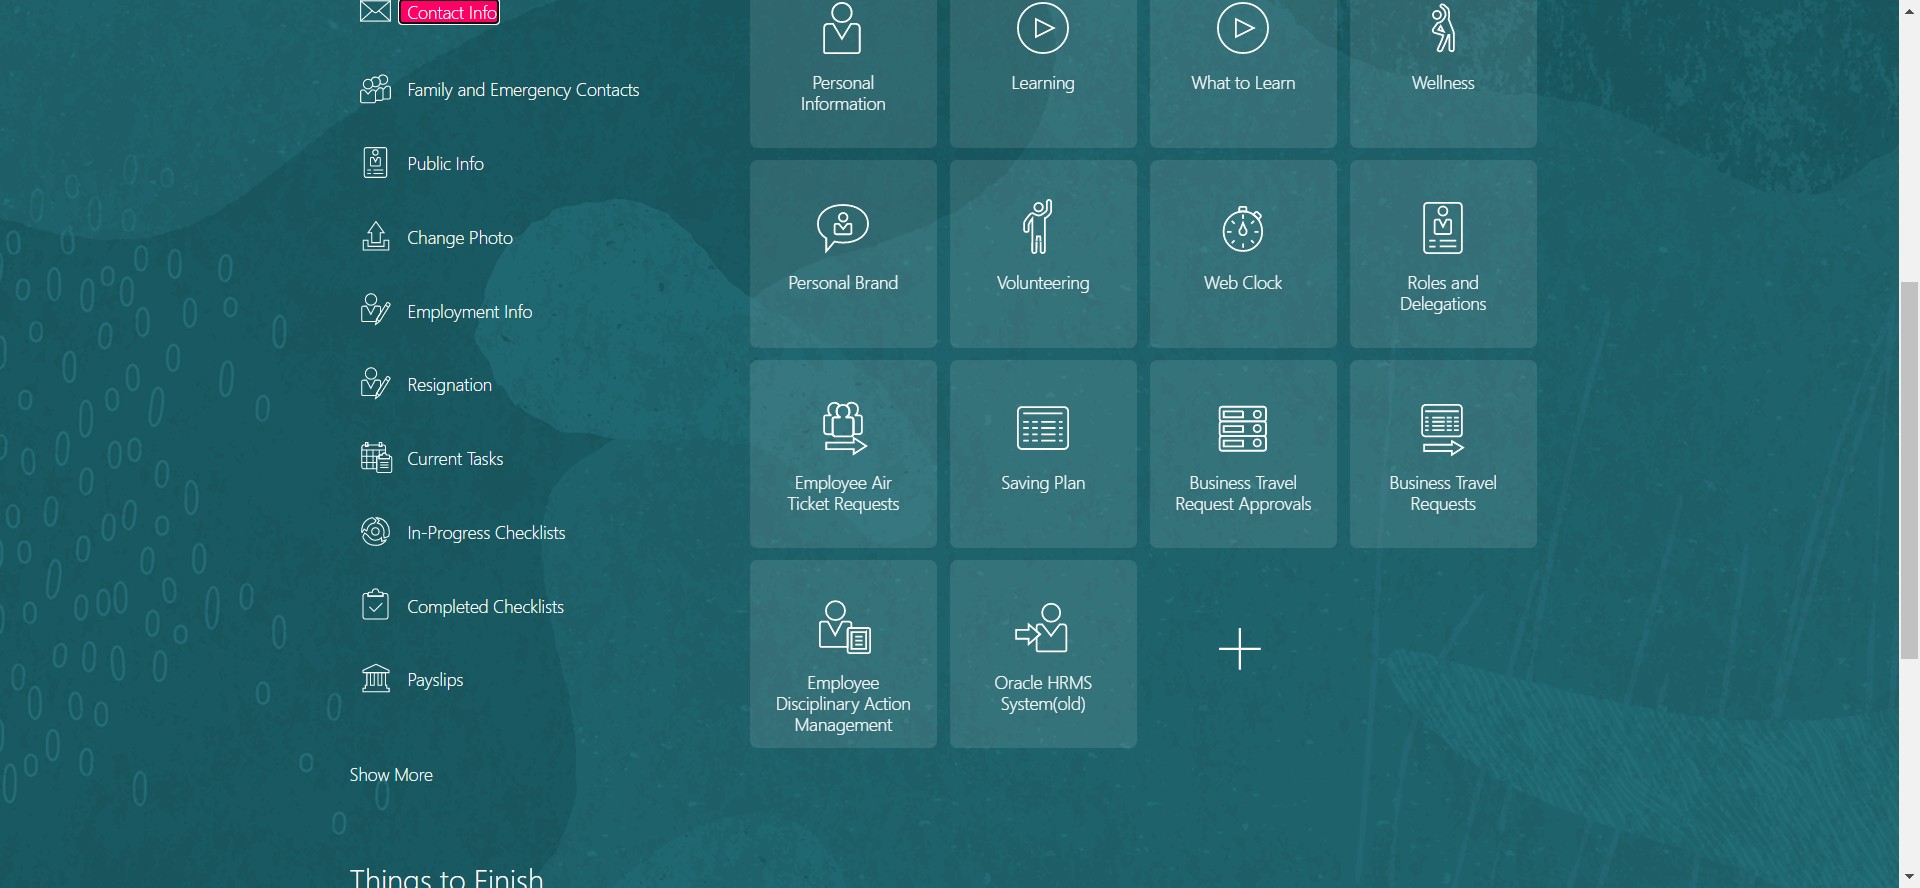 Contact Info
Family and Emergency Contacts
Public Info
Change Photo
Employment Info
Resignation
Current Tasks
In-Progress Checklists
Completed Checklists
Payslips
Show More
Things to Finish
Personal
Information
Learning
What to Learn
Wellness
Personal Brand
Volunteering
Web Clock
Roles and
Delegations
Employee Air
Ticket Requests
Saving Plan
Business Travel
Request Approvals
Business Travel
Requests
Employee
Disciplinary Action
Management
Oracle HRMS
System(old)